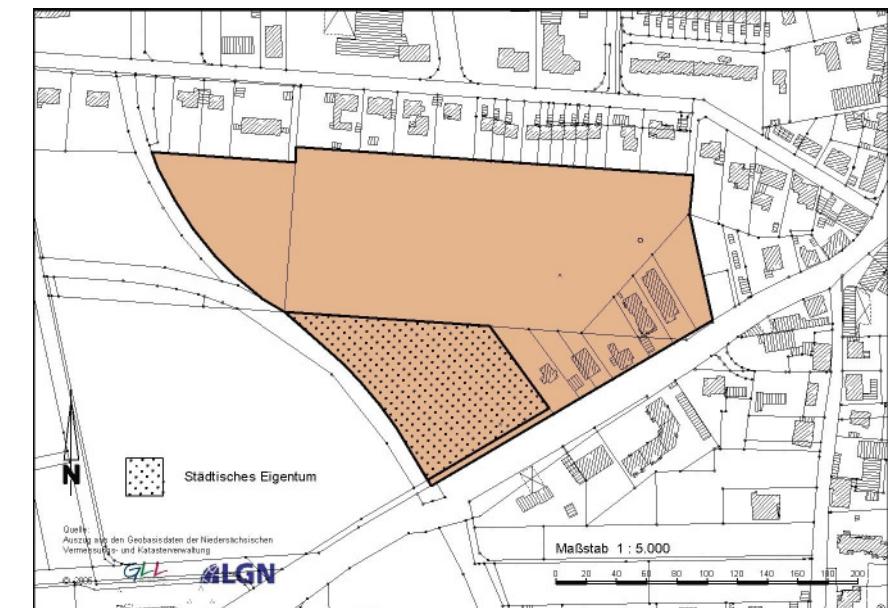 N
Städtisches Eigentum
Quelle:
Auszug aus den Geobasisdaten der Niedersächsischen
Vermessungs- und Katasterverwaltung
© 2005
GLL
LGN
Maßstab 1 : 5.000
0 20 40 60 80 100 120 140 160 180 200